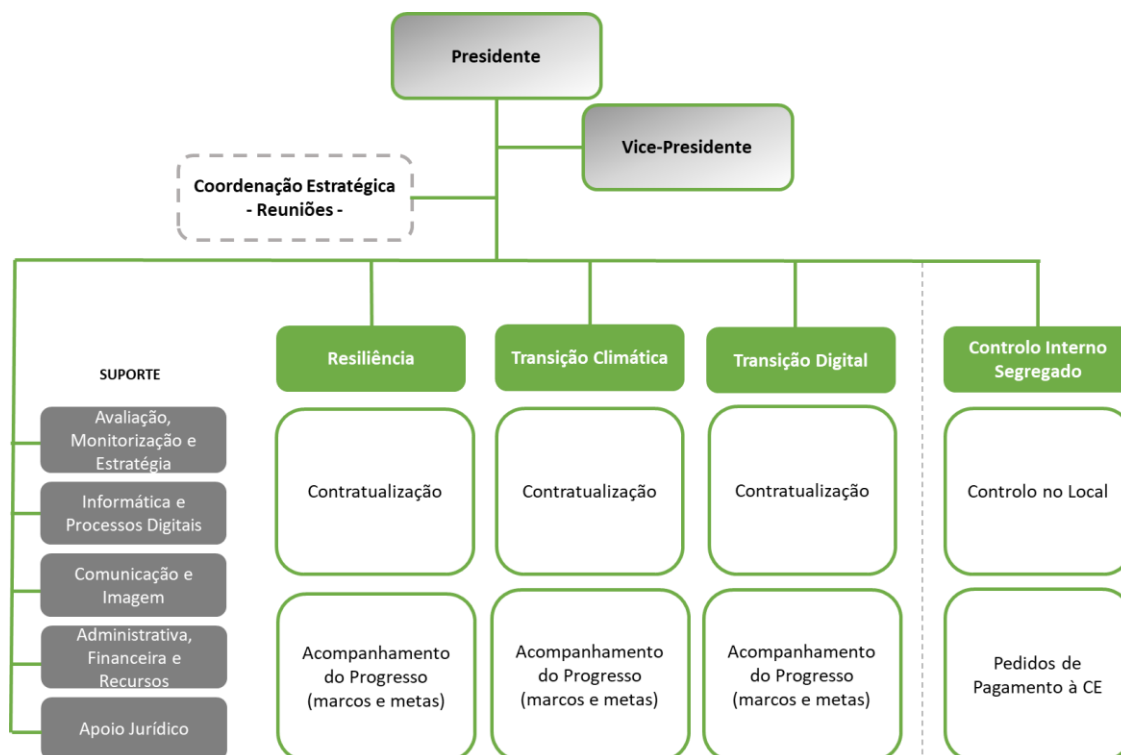 Presidente
Vice-Presidente
Coordenação Estratégica
- Reuniões -
SUPORTE
Avaliação,
Monitorização e
Estratégia
Informática e
Processos Digitais
Comunicação e
Imagem
Administrativa,
Financeira e
Recursos
Apoio Jurídico
Resiliência
Contratualização
Acompanhamento
do Progresso
(marcos e metas)
Transição Climática
Contratualização
Acompanhamento
do Progresso
(marcos e metas)
Transição Digital
Contratualização
Acompanhamento
do Progresso
(marcos e metas)
Controlo Interno
Segregado
Controlo no Local
Pedidos de
Pagamento à CE